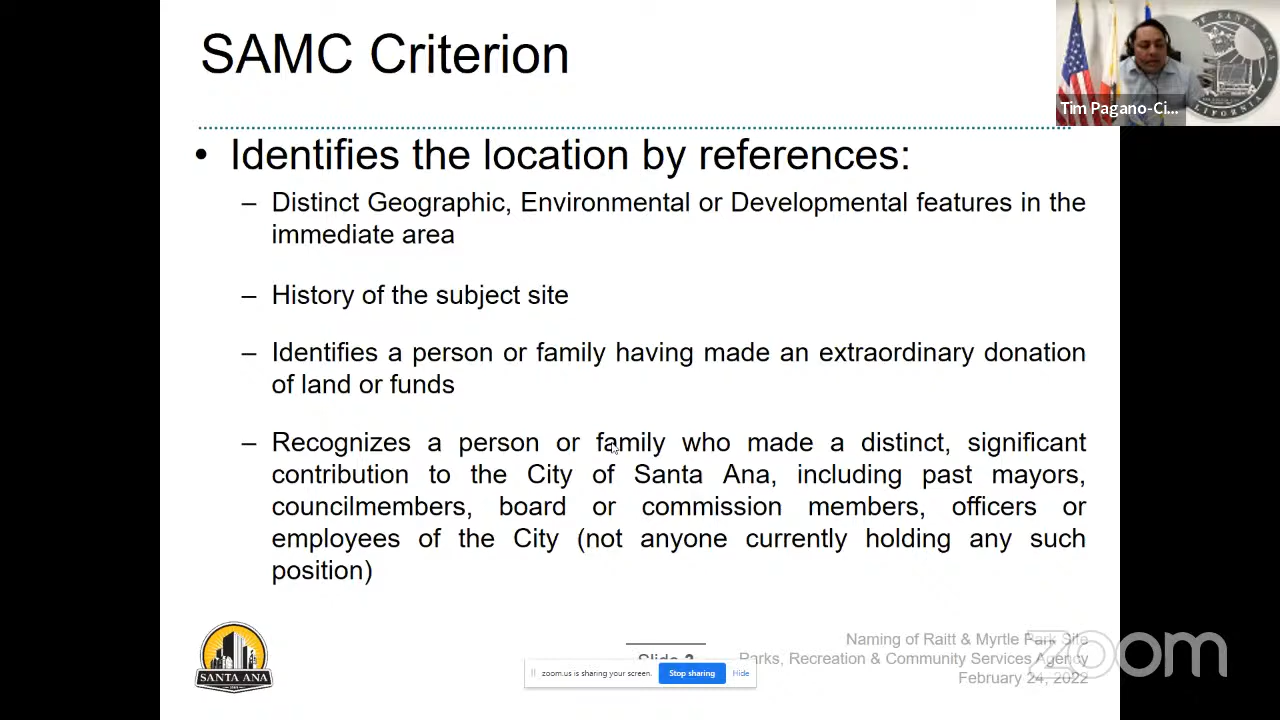 SAMC Criterion
Tim Pagano-Ci...
• Identifies the location by references:
– Distinct Geographic, Environmental or Developmental features in the
immediate area
– History of the subject site
– Identifies a person or family having made an extraordinary donation
of land or funds
– Recognizes a person or family who made a distinct, significant
contribution to the City of Santa Ana, including past mayors,
councilmembers, board or commission members, officers or
employees of the City (not anyone currently holding any such
position)
SANTA ANA
zoom.us is sharing your screen.
Stop sharing
Hide
Naming of Raitt & Myrtle Park Site
Parks, Recreation & Community Services Agency
February 24, 2022
zoom